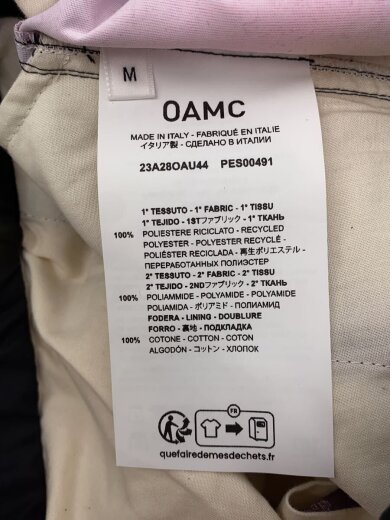 M
OAMC
MADE IN ITALY - FABRIQUÉ EN ITALIE
イタリア製 - СДЕЛАНО В ИТАЛИИ
23A28OAU44 PES00491
1° TESSUTO - 1° FABRIC - 1° TISSU
1° TEJIDO - 1STファブリック - 1° ТКАНЬ
100% POLIESTERE RICICLATO - RECYCLED
POLYESTER - POLYESTER RECYCLÉ -
POLIÉSTER RECICLADA - 再生ポリエステル -
ПЕРЕРАБОТАННЫХ ПОЛИЭСТЕР
2° TESSUTO - 2° FABRIC - 2° TISSU
2° TEJIDO - 2NDファブリック - 2° ТКАНЬ
100% POLIAMMIDE - POLYAMIDE - POLYAMIDE
POLIAMIDA - ポリアミド - ПОЛИАМИД
FODERA - LINING - DOUBLURE
FORRO - 裏地 - ПОДКЛАДКА
100% COTONE - COTTON - COTON
ALGODÓN - コットン - ХЛОПОК
FR
quefairedemesdechets.fr